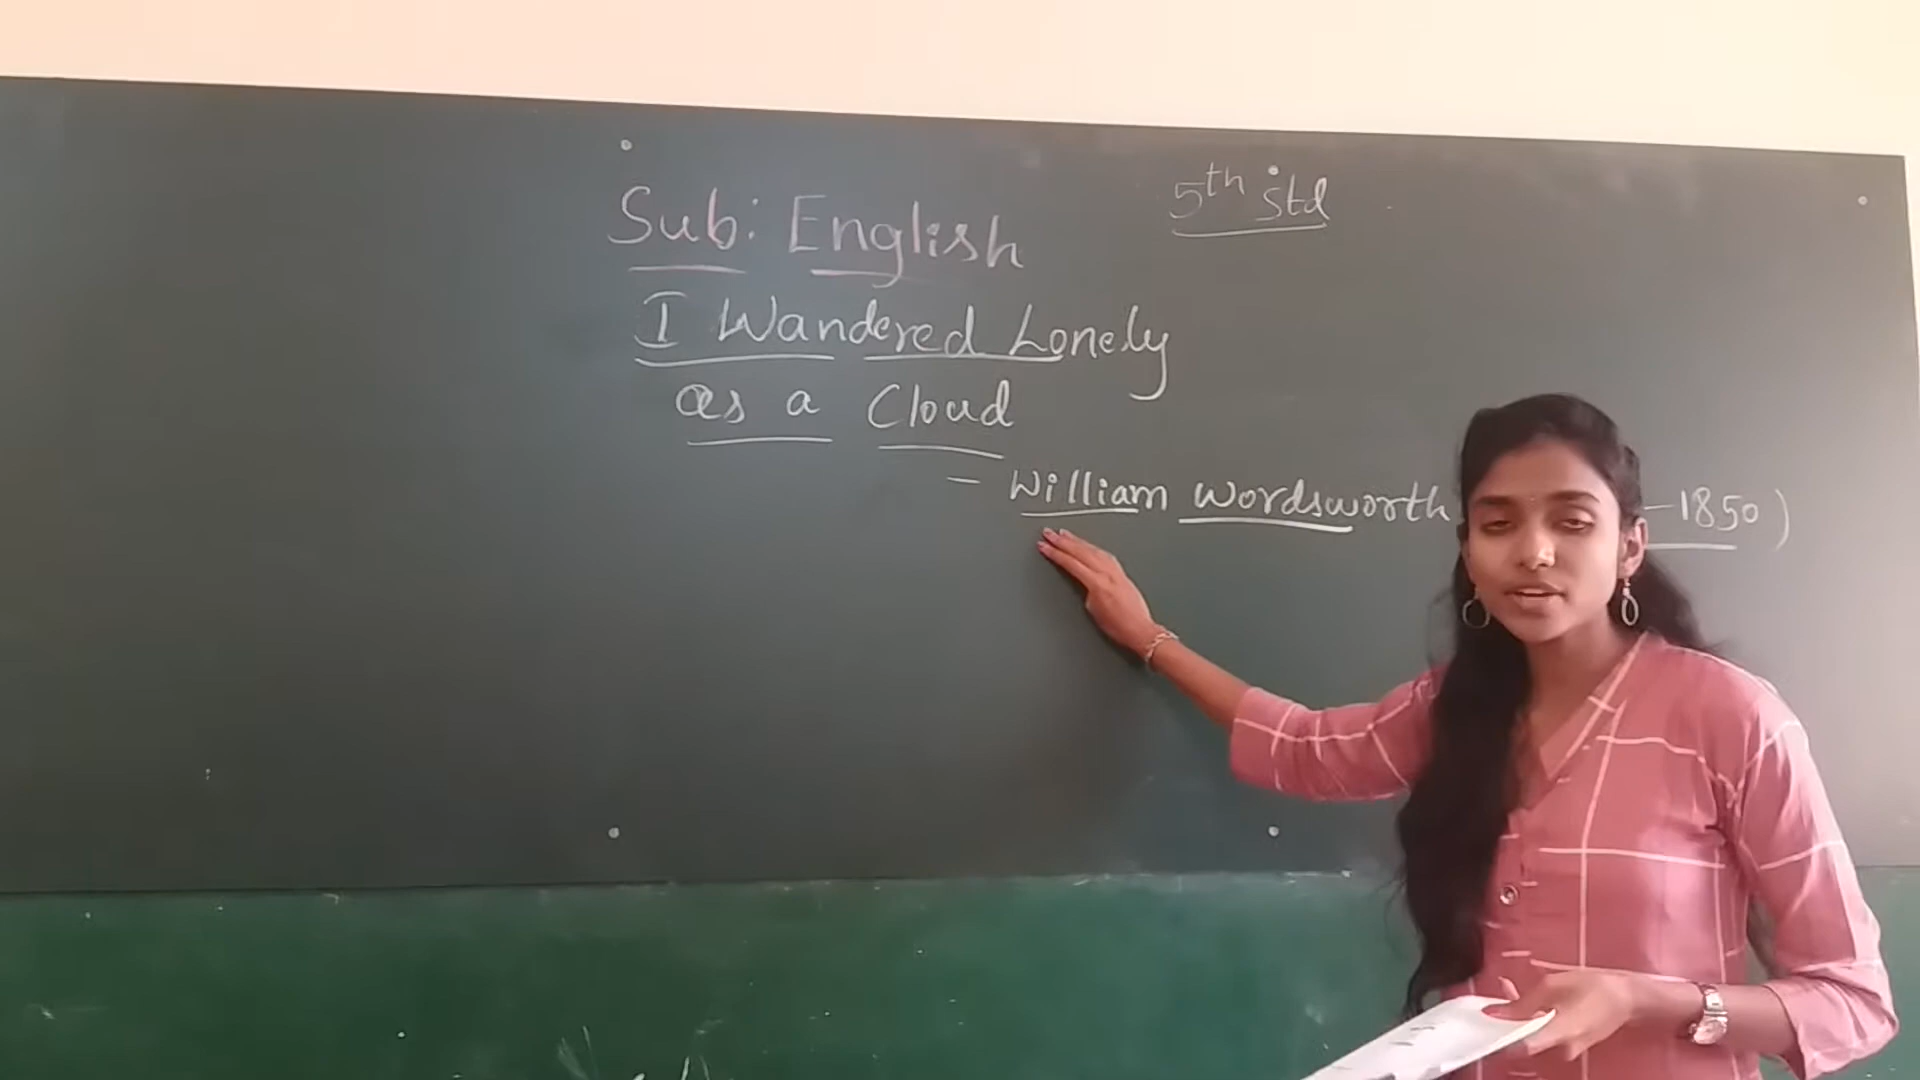 5th std
Sub: English
I Wandered Lonely
as a Cloud
- William Wordsworth -1850)